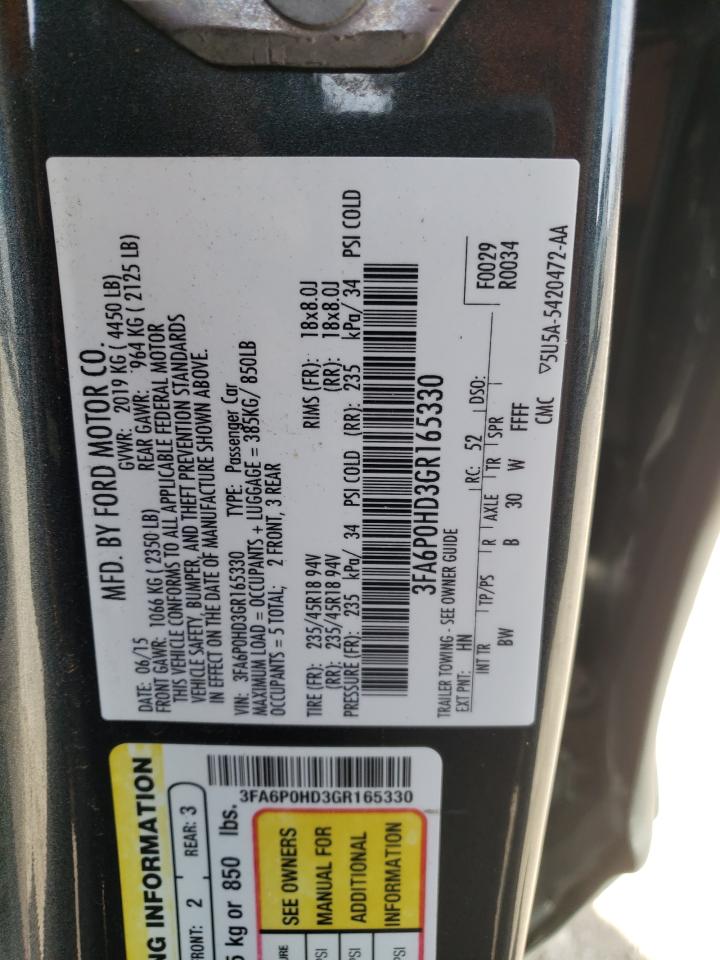 MFD. BY FORD MOTOR CO.
DATE: 06/15 GVWR: 2019 KG ( 4450 LB)
FRONT GAWR: 1066 KG ( 2350 LB) REAR GAWR: 964 KG ( 2125 LB)
THIS VEHICLE CONFORMS TO ALL APPLICABLE FEDERAL MOTOR
VEHICLE SAFETY, BUMPER, AND THEFT PREVENTION STANDARDS
IN EFFECT ON THE DATE OF MANUFACTURE SHOWN ABOVE.
VIN: 3FA6P0HD3GR165330 TYPE: Passenger Car
MAXIMUM LOAD = OCCUPANTS + LUGGAGE = 385KG/ 850LB
OCCUPANTS = 5 TOTAL; 2 FRONT, 3 REAR
TIRE (FR): 235/45R18 94V RIMS (FR): 18x8.0J
(RR): 235/45R18 94V (RR): 18x8.0J
PRESSURE (FR): 235 kPa/ 34 PSI COLD (RR): 235 kPa/ 34 PSI COLD
3FA6P0HD3GR165330
TRAILER TOWING - SEE OWNER GUIDE
F0029
R0034
EXT PNT: HN RC: 52 DSO:
INT TR TP/PS R AXLE TR SPR
BW B 30 W FFFF
CMC ▽5U5A-5420472-AA
NG INFORMATION
FRONT: 2 REAR: 3
5 kg or 850 lbs.
3FA6P0HD3GR165330
SEE OWNERS
MANUAL FOR
ADDITIONAL
INFORMATION
URE
PSI
PSI
PSI